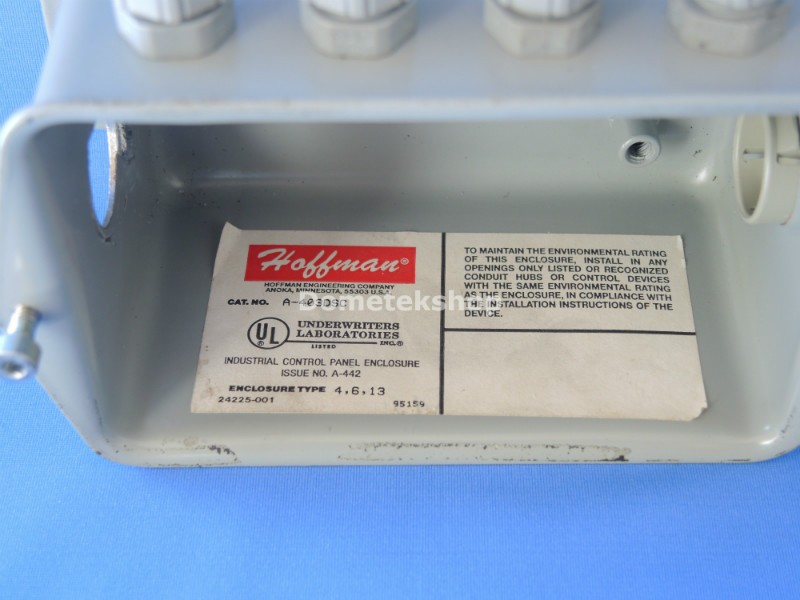 Hoffman®
HOFFMAN ENGINEERING COMPANY
ANOKA, MINNESOTA, 55303 U.S.A.
CAT. NO. A-403DSC
UL UNDERWRITERS
LABORATORIES
LISTED INC.®
INDUSTRIAL CONTROL PANEL ENCLOSURE
ISSUE NO. A-442
ENCLOSURE TYPE 4,6,13
24225-001 95159
TO MAINTAIN THE ENVIRONMENTAL RATING
OF THIS ENCLOSURE, INSTALL IN ANY
OPENINGS ONLY LISTED OR RECOGNIZED
CONDUIT HUBS OR CONTROL DEVICES
WITH THE SAME ENVIRONMENTAL RATING
AS THE ENCLOSURE, IN COMPLIANCE WITH
THE INSTALLATION INSTRUCTIONS OF THE
DEVICE.